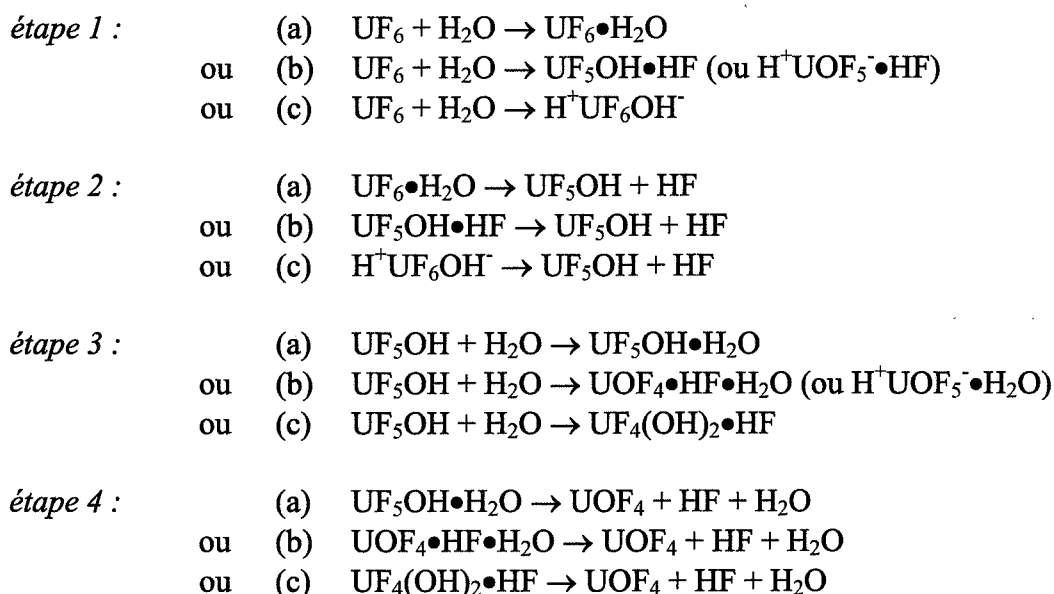 étape 1 : (a) UF₆ + H₂O → UF₆•H₂O
ou (b) UF₆ + H₂O → UF₅OH•HF (ou H⁺UOF₅⁻•HF)
ou (c) UF₆ + H₂O → H⁺UF₆OH⁻
étape 2 : (a) UF₆•H₂O → UF₅OH + HF
ou (b) UF₅OH•HF → UF₅OH + HF
ou (c) H⁺UF₆OH⁻ → UF₅OH + HF
étape 3 : (a) UF₅OH + H₂O → UF₅OH•H₂O
ou (b) UF₅OH + H₂O → UOF₄•HF•H₂O (ou H⁺UOF₅⁻•H₂O)
ou (c) UF₅OH + H₂O → UF₄(OH)₂•HF
étape 4 : (a) UF₅OH•H₂O → UOF₄ + HF + H₂O
ou (b) UOF₄•HF•H₂O → UOF₄ + HF + H₂O
ou (c) UF₄(OH)₂•HF → UOF₄ + HF + H₂O